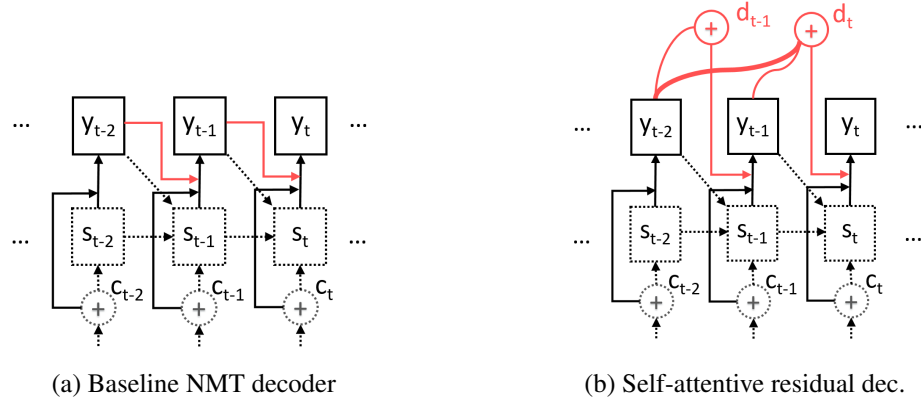 d_{t-1} d_t
+ +
... y_{t-2} y_{t-1} y_t ... ... y_{t-2} y_{t-1} y_t ...
... s_{t-2} s_{t-1} s_t ... ... s_{t-2} s_{t-1} s_t ...
c_{t-2} c_{t-1} c_t c_{t-2} c_{t-1} c_t
+ + + + + +
(a) Baseline NMT decoder
(b) Self-attentive residual dec.